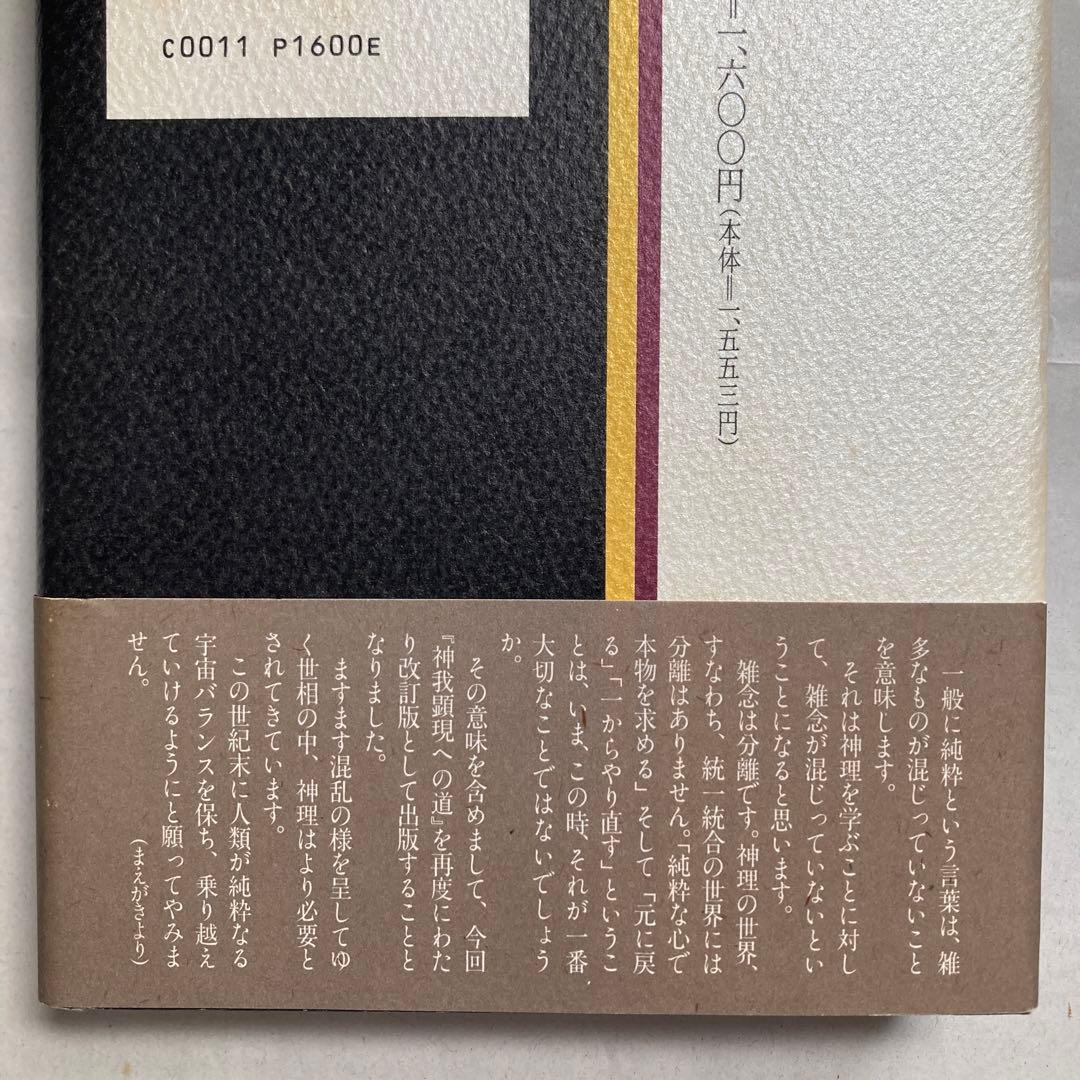 C0011 P1600E
＝一、六〇〇円（本体＝一、五五三円）
一般に純粋という言葉は、雑
多なものが混じっていないこと
を意味します。
それは神理を学ぶことに対し
て、雑念が混じっていないとい
うことになると思います。
雑念は分離です。神理の世界、
すなわち、統一統合の世界には
分離はありません。「純粋な心で
本物を求める」そして「元に戻
る」「一からやり直す」というこ
とは、いま、この時、それが一番、
大切なことではないでしょう
か。
その意味を含めまして、今回
『神我顕現への道』を再度にわた
り改訂版として出版することと
なりました。
ますます混乱の様を呈してゆ
く世相の中、神理はより必要と
されてきています。
この世紀末に人類が純粋なる
宇宙バランスを保ち、乗り越え
ていけるようにと願ってやみま
せん。
（まえがきより）